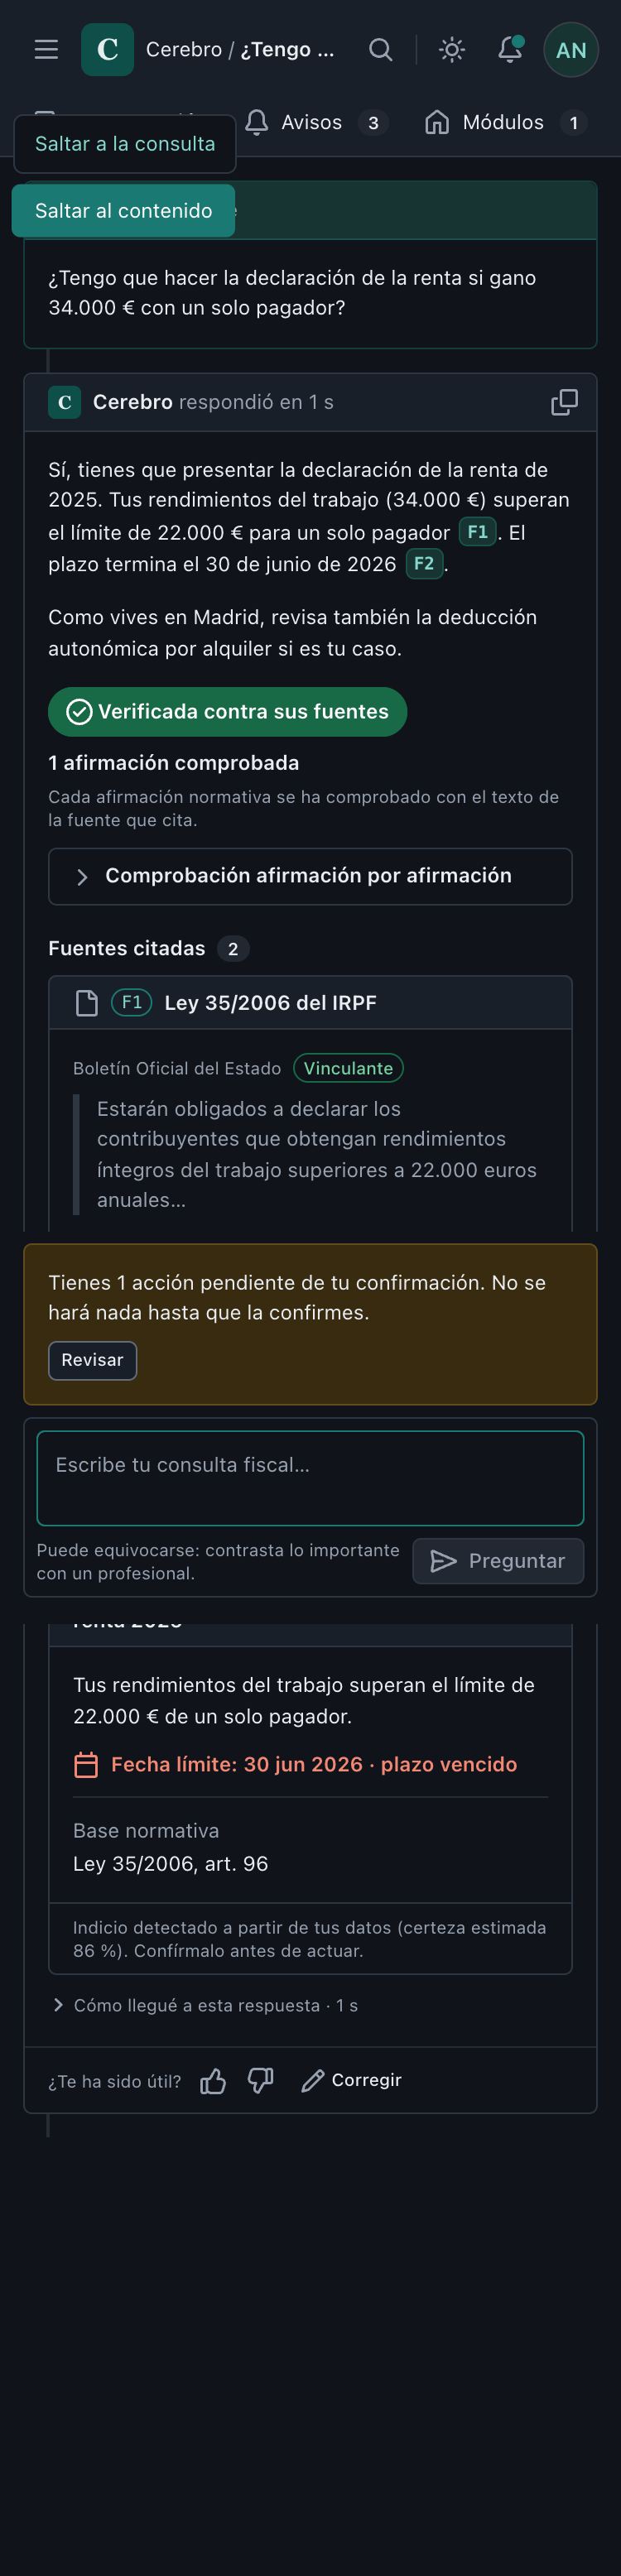 C Cerebro / ¿Tengo ... AN
Avisos 3 Módulos 1
Saltar a la consulta
Saltar al contenido
¿Tengo que hacer la declaración de la renta si gano
34.000 € con un solo pagador?
C Cerebro respondió en 1 s
Sí, tienes que presentar la declaración de la renta de
2025. Tus rendimientos del trabajo (34.000 €) superan
el límite de 22.000 € para un solo pagador F1. El
plazo termina el 30 de junio de 2026 F2.
Como vives en Madrid, revisa también la deducción
autonómica por alquiler si es tu caso.
Verificada contra sus fuentes
1 afirmación comprobada
Cada afirmación normativa se ha comprobado con el texto de
la fuente que cita.
Comprobación afirmación por afirmación
Fuentes citadas 2
F1 Ley 35/2006 del IRPF
Boletín Oficial del Estado Vinculante
Estarán obligados a declarar los
contribuyentes que obtengan rendimientos
íntegros del trabajo superiores a 22.000 euros
anuales...
Tienes 1 acción pendiente de tu confirmación. No se
hará nada hasta que la confirmes.
Revisar
Escribe tu consulta fiscal...
Puede equivocarse: contrasta lo importante
con un profesional.
Preguntar
Tus rendimientos del trabajo superan el límite de
22.000 € de un solo pagador.
Fecha límite: 30 jun 2026 · plazo vencido
Base normativa
Ley 35/2006, art. 96
Indicio detectado a partir de tus datos (certeza estimada
86 %). Confírmalo antes de actuar.
Cómo llegué a esta respuesta · 1 s
¿Te ha sido útil? Corregir